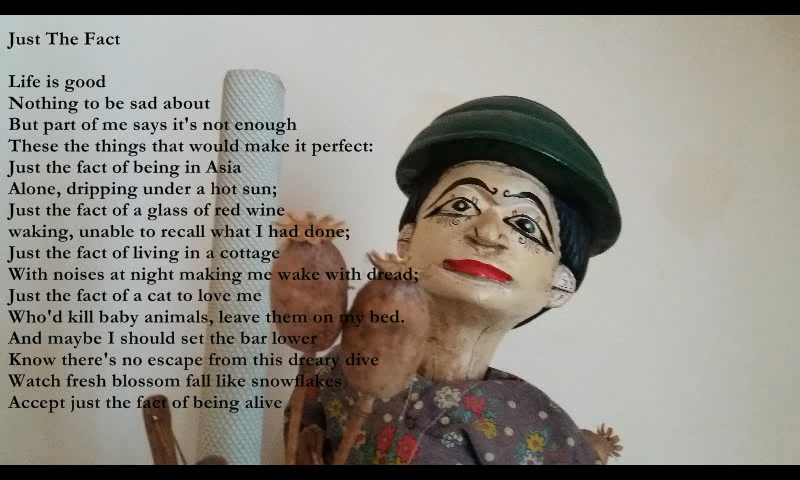 Just The Fact
Life is good
Nothing to be sad about
But part of me says it's not enough
These the things that would make it perfect:
Just the fact of being in Asia
Alone, dripping under a hot sun;
Just the fact of a glass of red wine
waking, unable to recall what I had done;
Just the fact of living in a cottage
With noises at night making me wake with dread;
Just the fact of a cat to love me
Who'd kill baby animals, leave them on my bed.
And maybe I should set the bar lower
Know there's no escape from this dreary dive
Watch fresh blossom fall like snowflakes
Accept just the fact of being alive